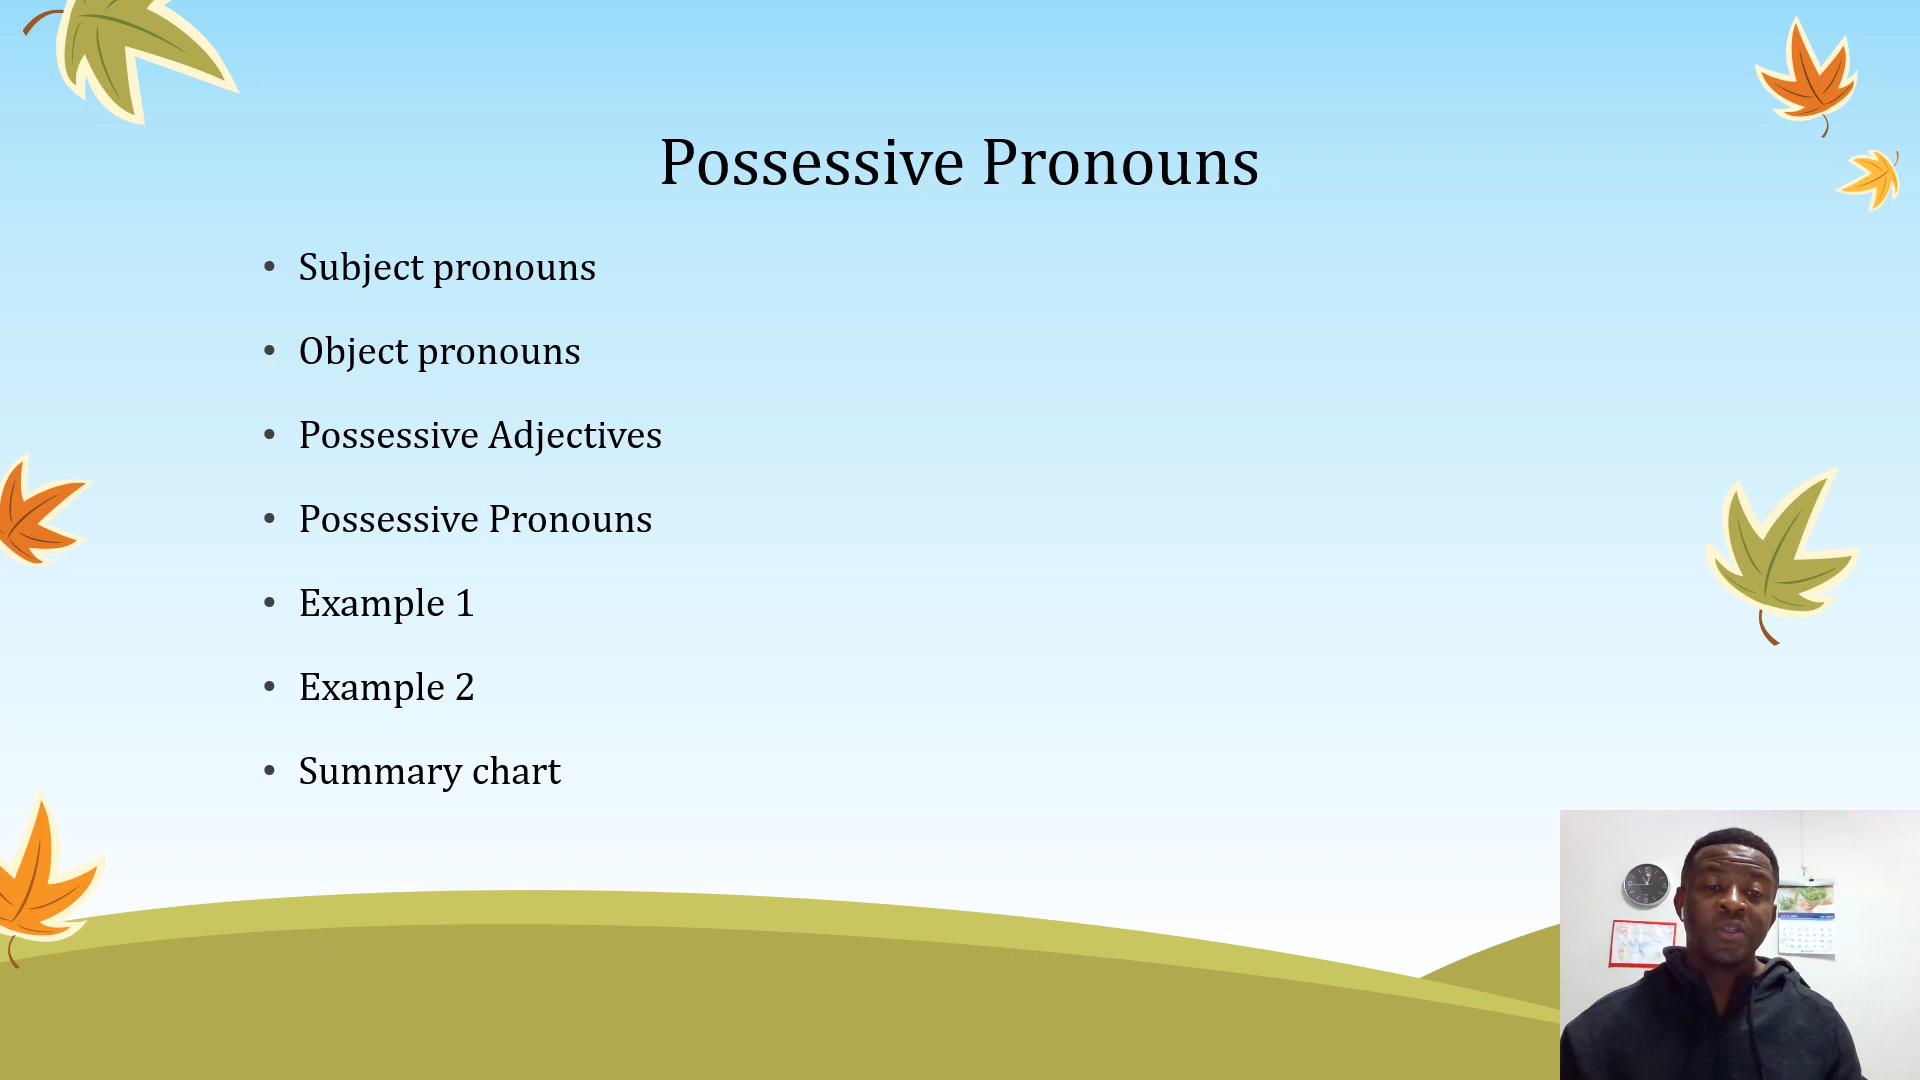 Possessive Pronouns
• Subject pronouns
• Object pronouns
• Possessive Adjectives
• Possessive Pronouns
• Example 1
• Example 2
• Summary chart